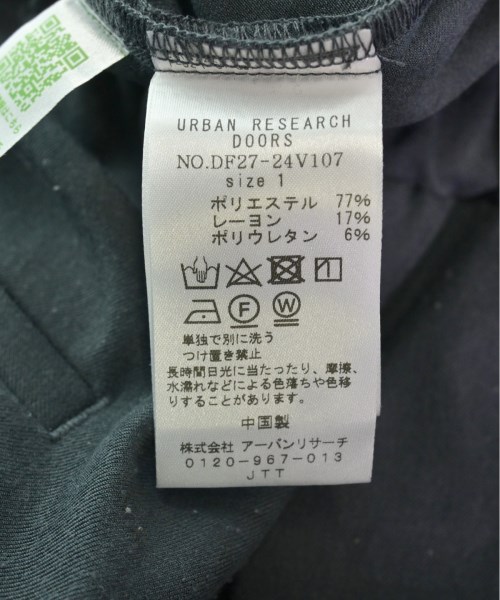 URBAN RESEARCH
DOORS
NO.DF27-24V107
size 1
ポリエステル 77%
レーヨン 17%
ポリウレタン 6%
F W
単独で別に洗う
つけ置き禁止
長時間日光に当たったり、摩擦、
水濡れなどによる色落ちや色移
りすることがあります。
中国製
株式会社 アーバンリサーチ
0120-967-013
JTT